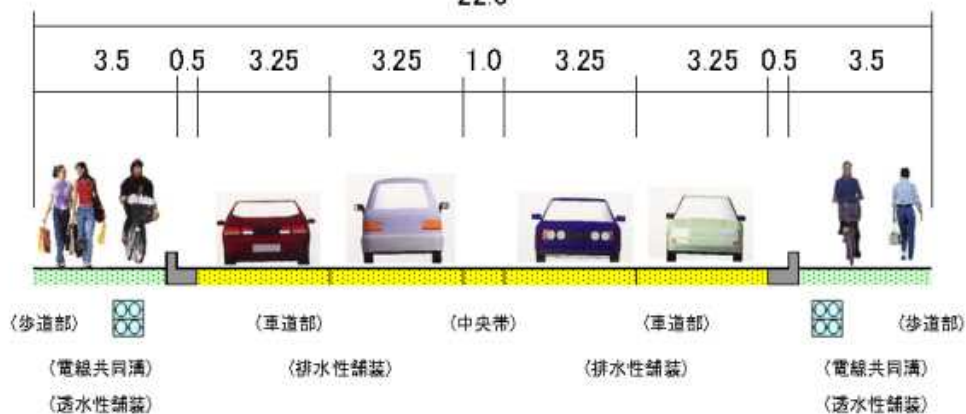 3.5 0.5 3.25 3.25 1.0 3.25 3.25 0.5 3.5
(歩道部) (車道部) (中央帯) (車道部) (歩道部)
(電線共同溝) (排水性舗装) (排水性舗装) (電線共同溝)
(透水性舗装) (透水性舗装)